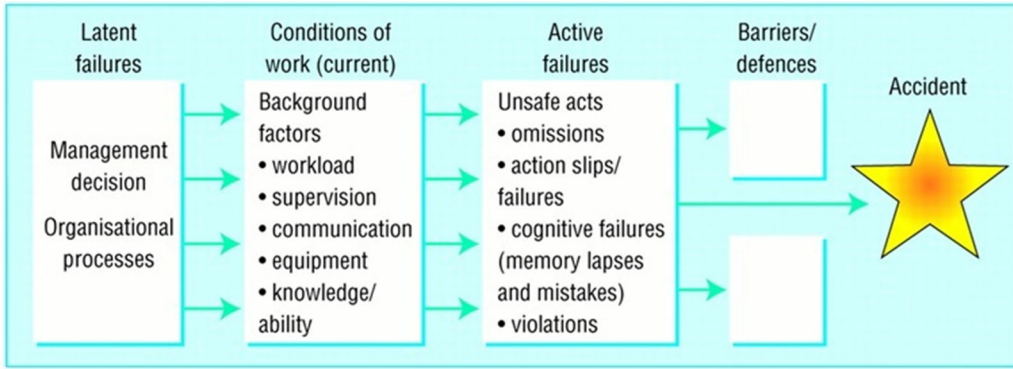 Latent
failures
Conditions of
work (current)
Active
failures
Barriers/
defences
Accident
Management
decision
Organisational
processes
Background
factors
• workload
• supervision
• communication
• equipment
• knowledge/
ability
Unsafe acts
• omissions
• action slips/
failures
• cognitive failures
(memory lapses
and mistakes)
• violations